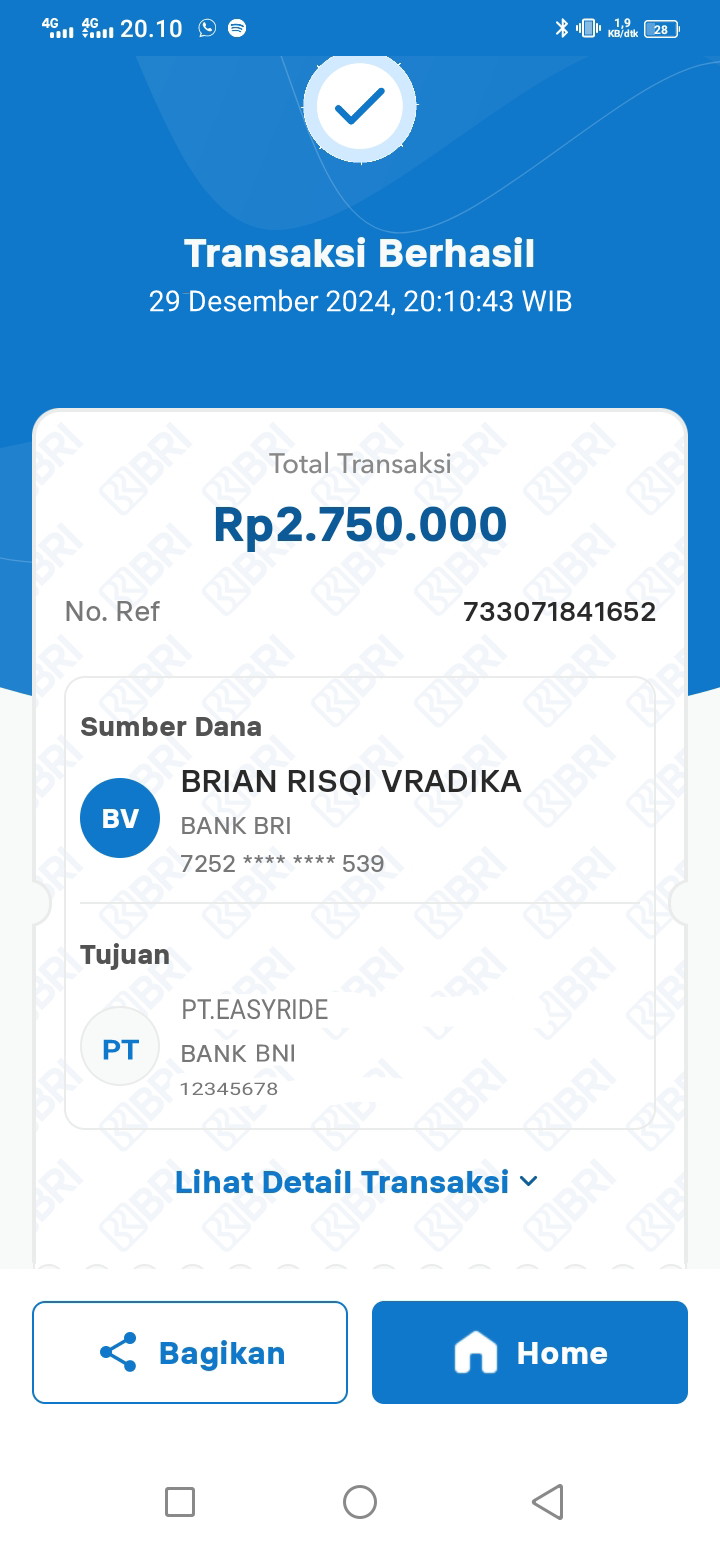 4G 4G 20.10 1,9 KB/dtk 28
Transaksi Berhasil
29 Desember 2024, 20:10:43 WIB
Total Transaksi
Rp2.750.000
No. Ref 733071841652
Sumber Dana
BV
BRIAN RISQI VRADIKA
BANK BRI
7252 **** **** 539
Tujuan
PT
PT.EASYRIDE
BANK BNI
12345678
Lihat Detail Transaksi
Bagikan Home
BRI